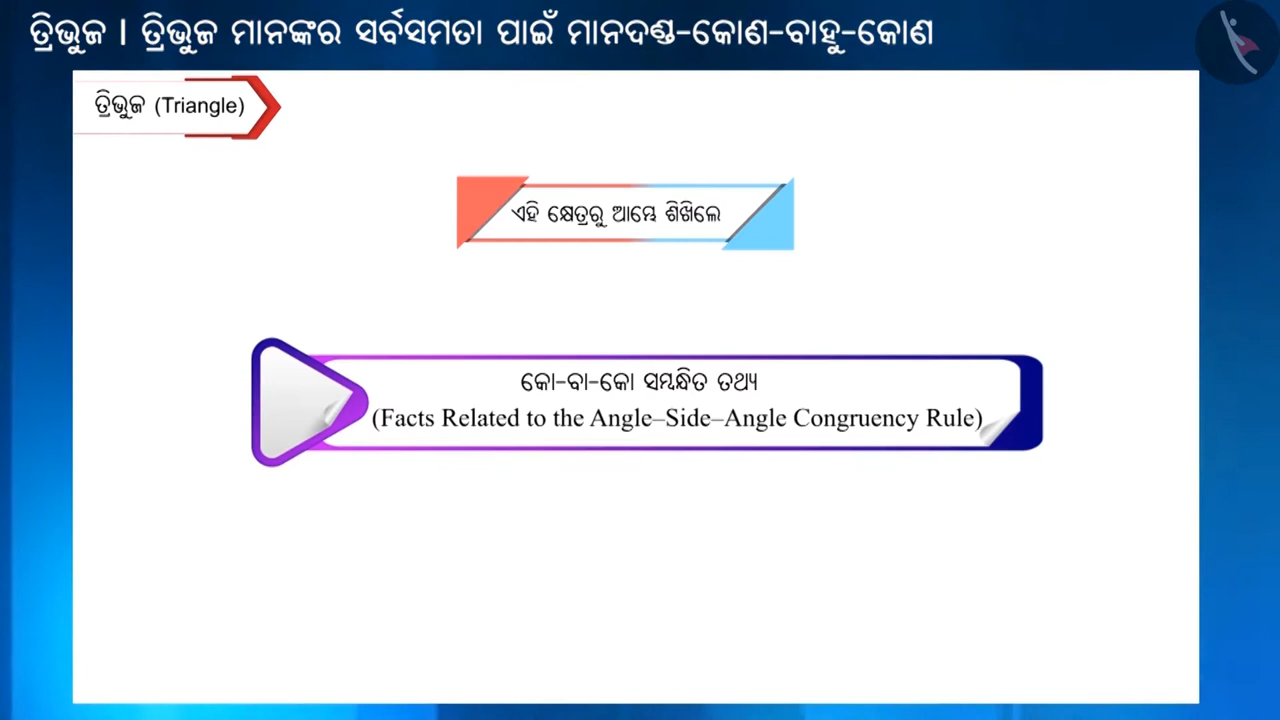 ତ୍ରିଭୁଜ । ତ୍ରିଭୁଜ ମାନଙ୍କର ସର୍ବସମତା ପାଇଁ ମାନଦଣ୍ଡ-କୋଣ-ବାହୁ-କୋଣ
ତ୍ରିଭୁଜ (Triangle)
ଏହି କ୍ଷେତ୍ରରୁ ଆମ୍ଭେ ଶିଖିଲେ
କୋ-ବା-କୋ ସମ୍ବନ୍ଧିତ ତଥ୍ୟ
(Facts Related to the Angle–Side–Angle Congruency Rule)